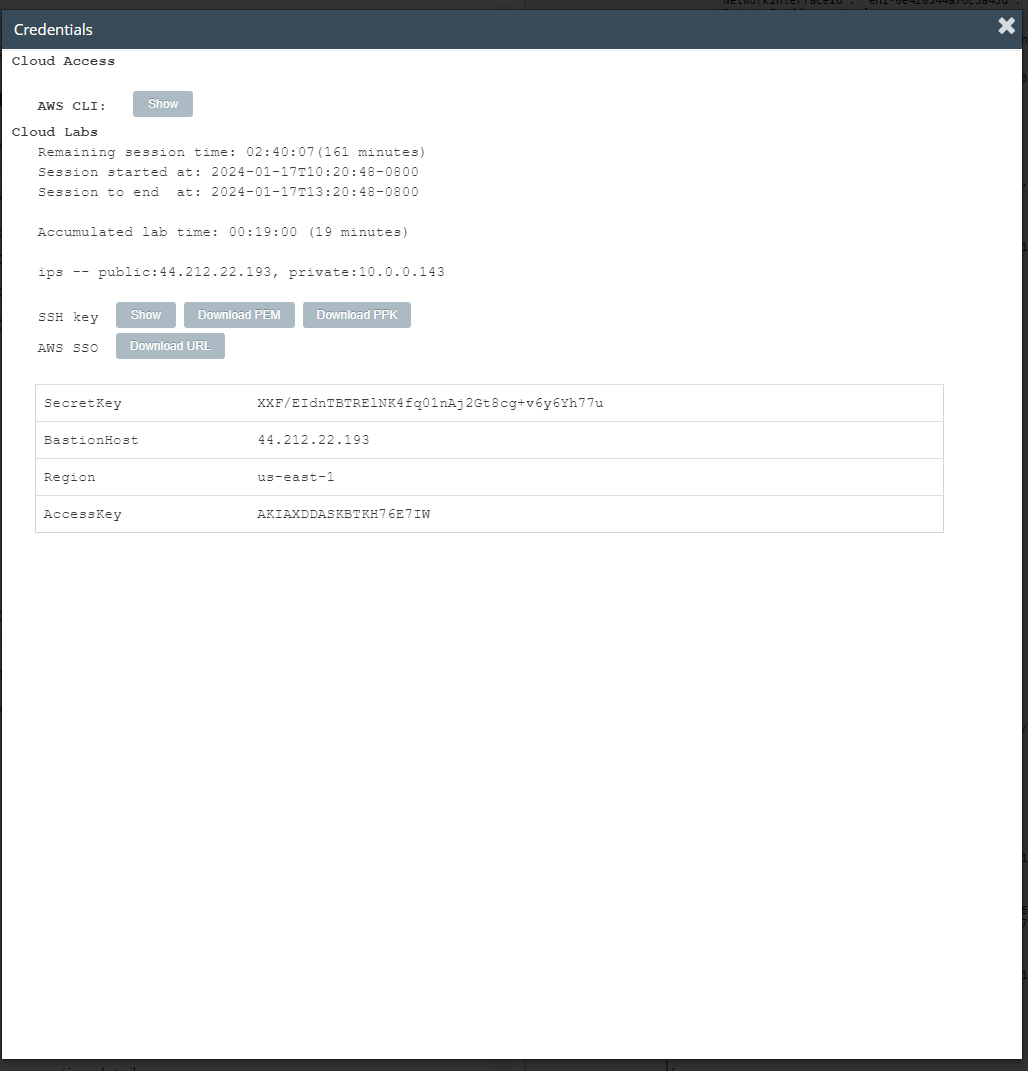 Credentials
Cloud Access
AWS CLI: Show
Cloud Labs
Remaining session time: 02:40:07(161 minutes)
Session started at: 2024-01-17T10:20:48-0800
Session to end  at: 2024-01-17T13:20:48-0800
Accumulated lab time: 00:19:00 (19 minutes)
ips -- public:44.212.22.193, private:10.0.0.143
SSH key Show Download PEM Download PPK
AWS SSO Download URL
SecretKey XXF/EIdnTBTRElNK4fq01nAj2Gt8cg+v6y6Yh77u
BastionHost 44.212.22.193
Region us-east-1
AccessKey AKIAXDDASKBTKH76E7IW